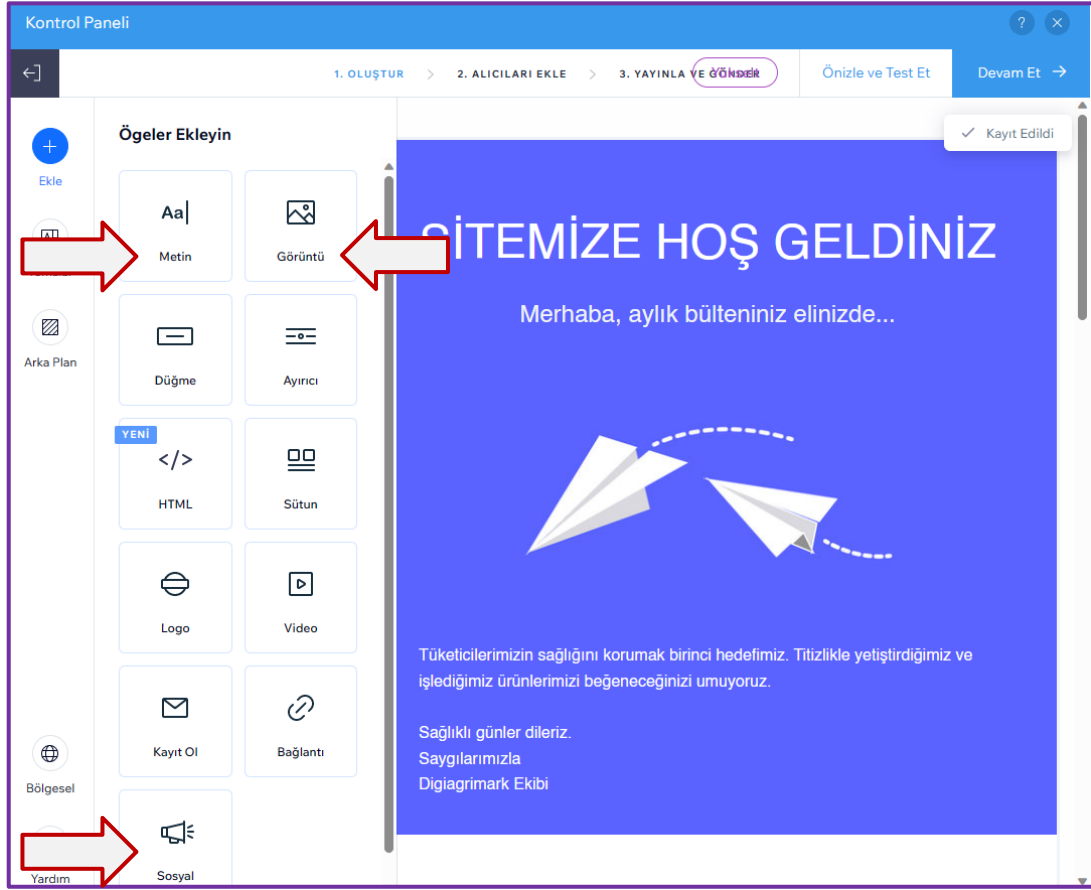 Kontrol Paneli
?
1. OLUŞTUR > 2. ALICILARI EKLE > 3. YAYINLA VE GÖNDER
Önizle ve Test Et
Devam Et →
Kayıt Edildi
Ögeler Ekleyin
Ekle
Arka Plan
Bölgesel
Yardım
Aa
Metin
Görüntü
Düğme
Ayırıcı
YENİ
</>
HTML
Sütun
Logo
Video
Kayıt Ol
Bağlantı
Sosyal
SİTEMİZE HOŞ GELDİNİZ
Merhaba, aylık bülteniniz elinizde...
Tüketicilerimizin sağlığını korumak birinci hedefimiz. Titizlikle yetiştirdiğimiz ve
işlediğimiz ürünlerimizi beğeneceğinizi umuyoruz.
Sağlıklı günler dileriz.
Saygılarımızla
Digiagrimark Ekibi